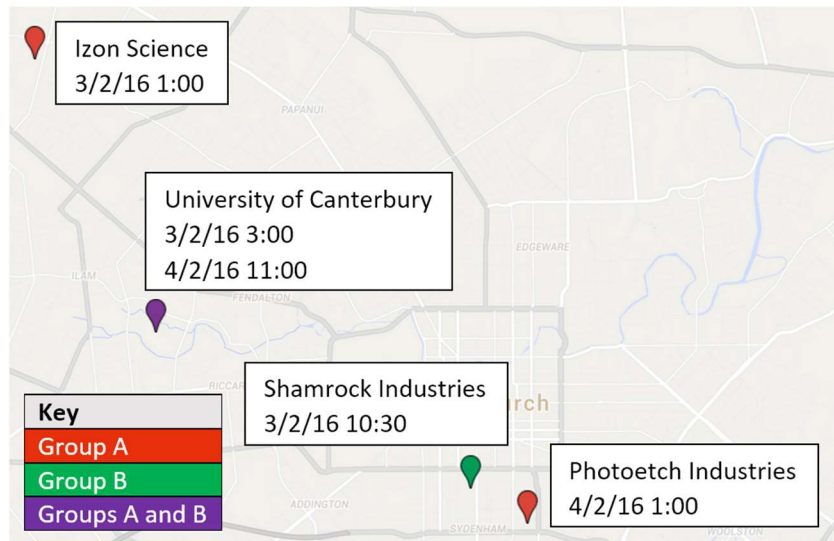 Izon Science
3/2/16 1:00
PAPANUI
University of Canterbury
3/2/16 3:00
4/2/16 11:00
EDGEWARE
ILAM
FENDALTON
RICCAR
Shamrock Industries
3/2/16 10:30
urch
Key
Group A
Group B
Groups A and B
Photoetch Industries
4/2/16 1:00
ADDINGTON
SYDENHAM
WOOLSTON